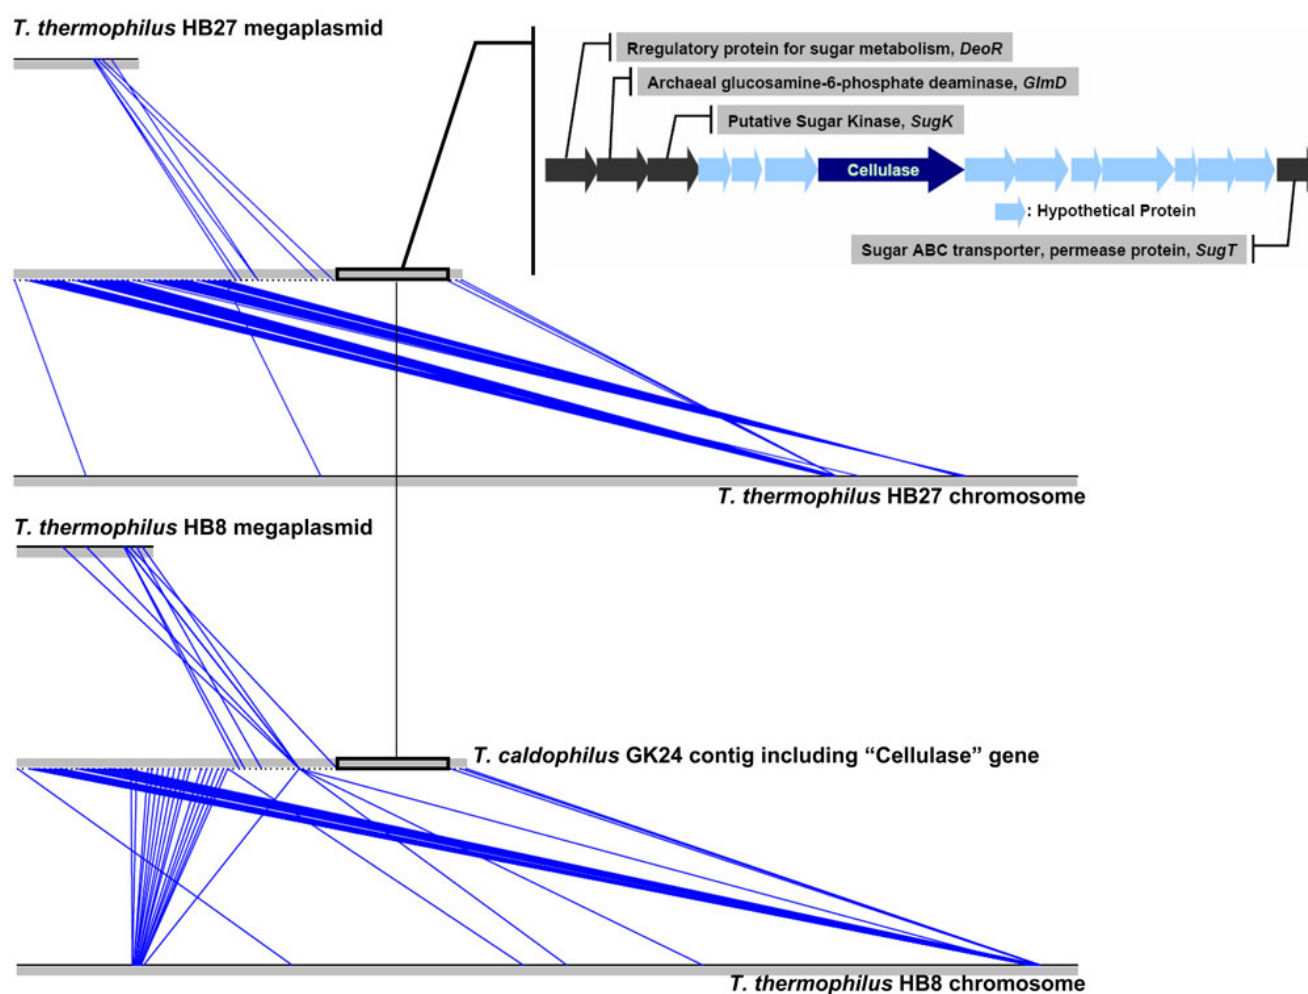 T. thermophilus HB27 megaplasmid
Rregulatory protein for sugar metabolism, DeoR
Archaeal glucosamine-6-phosphate deaminase, GlmD
Putative Sugar Kinase, SugK
Cellulase
: Hypothetical Protein
Sugar ABC transporter, permease protein, SugT
T. thermophilus HB27 chromosome
T. thermophilus HB8 megaplasmid
T. caldophilus GK24 contig including “Cellulase” gene
T. thermophilus HB8 chromosome